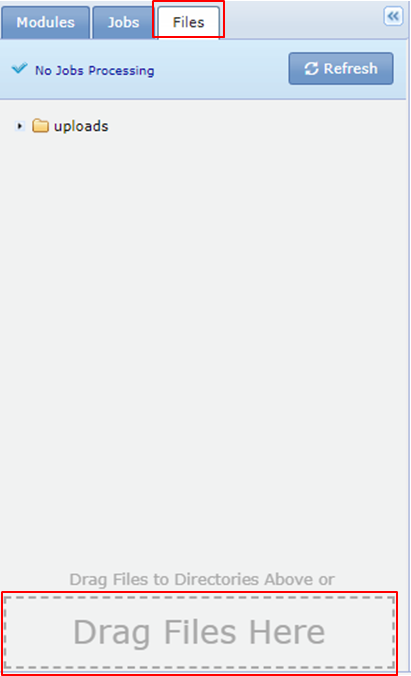 Modules Jobs Files
No Jobs Processing Refresh
uploads
Drag Files to Directories Above or
Drag Files Here